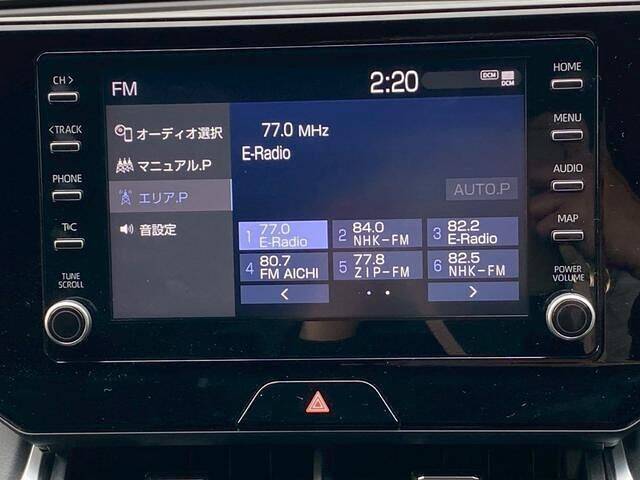 CH >
HOME
FM
2:20
DCM
DCM
< TRACK
オーディオ選択
77.0 MHz
MENU
マニュアル.P
E-Radio
PHONE
エリア.P
AUTO.P
AUDIO
T&C
音設定
1 77.0 E-Radio
2 84.0 NHK-FM
3 82.2 E-Radio
MAP
4 80.7 FM AICHI
5 77.8 ZIP-FM
6 82.5 NHK-FM
TUNE SCROLL
<
>
POWER VOLUME